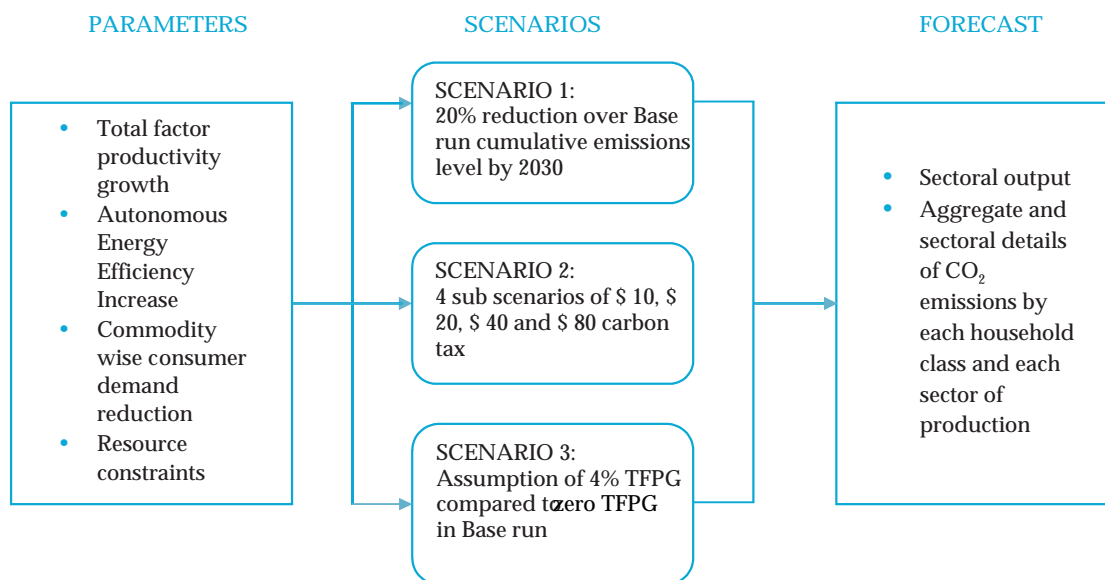 PARAMETERS
SCENARIOS
FORECAST
• Total factor
productivity
growth
• Autonomous
Energy
Efficiency
Increase
• Commodity
wise consumer
demand
reduction
• Resource
constraints
SCENARIO 1:
20% reduction over Base
run cumulative emissions
level by 2030
SCENARIO 2:
4 sub scenarios of $ 10, $
20, $ 40 and $ 80 carbon
tax
SCENARIO 3:
Assumption of 4% TFPG
compared to zero TFPG
in Base run
• Sectoral output
• Aggregate and
sectoral details
of CO₂
emissions by
each household
class and each
sector of
production